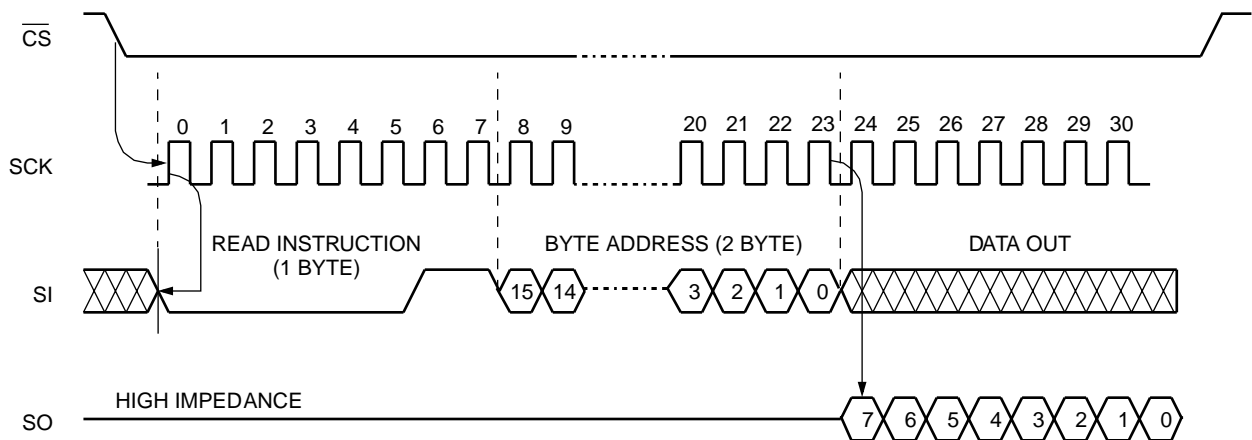 CS
0 1 2 3 4 5 6 7 8 9 20 21 22 23 24 25 26 27 28 29 30
SCK
READ INSTRUCTION
(1 BYTE)
BYTE ADDRESS (2 BYTE)
DATA OUT
SI
15 14 3 2 1 0
HIGH IMPEDANCE
SO
7 6 5 4 3 2 1 0